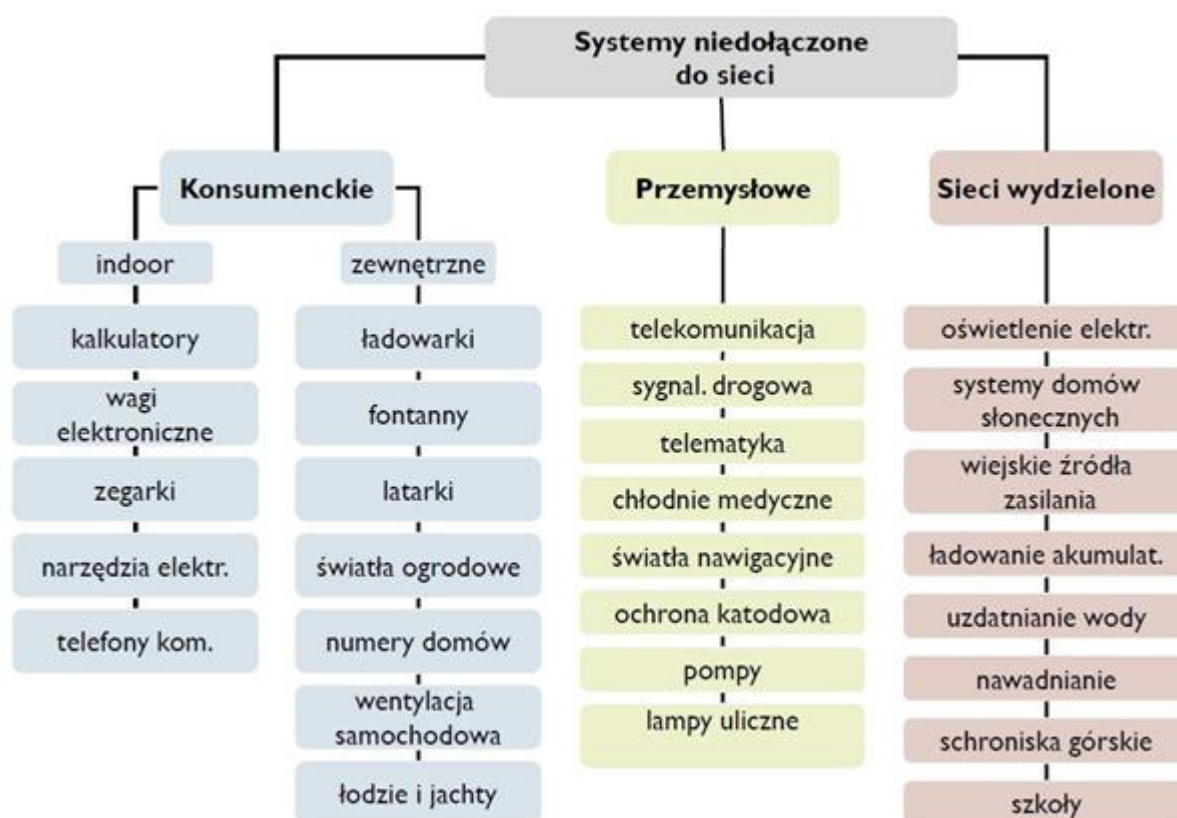 Systemy niedołączone
do sieci
Konsumenckie
indoor
kalkulatory
wagi
elektroniczne
zegarki
narzędzia elektr.
telefony kom.
zewnętrzne
ładowarki
fontanny
latarki
światła ogrodowe
numery domów
wentylacja
samochodowa
łodzie i jachty
Przemysłowe
telekomunikacja
sygnal. drogowa
telematyka
chłodnie medyczne
światła nawigacyjne
ochrona katodowa
pompy
lampy uliczne
Sieci wydzielone
oświetlenie elektr.
systemy domów
słonecznych
wiejskie źródła
zasilania
ładowanie akumulat.
uzdatnianie wody
nawadnianie
schroniska górskie
szkoły